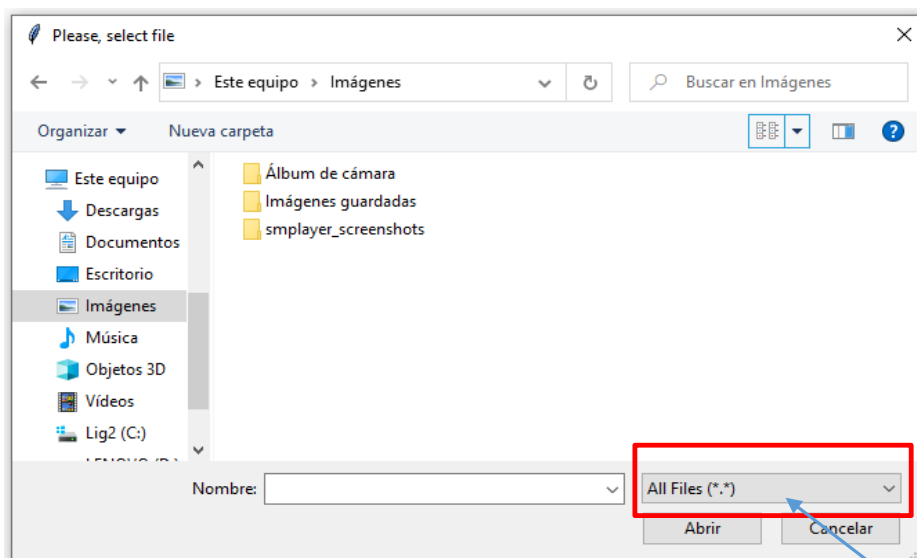 Please, select file
Este equipo > Imágenes
Buscar en Imágenes
Organizar
Nueva carpeta
Este equipo
Descargas
Documentos
Escritorio
Imágenes
Música
Objetos 3D
Vídeos
Lig2 (C:)
Álbum de cámara
Imágenes guardadas
smplayer_screenshots
Nombre:
All Files (*.*)
Abrir
Cancelar